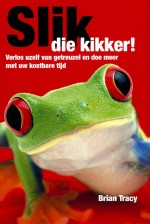 Slik
die kikker!
Verlos uzelf van getreuzel en doe meer
met uw kostbare tijd
Brian Tracy